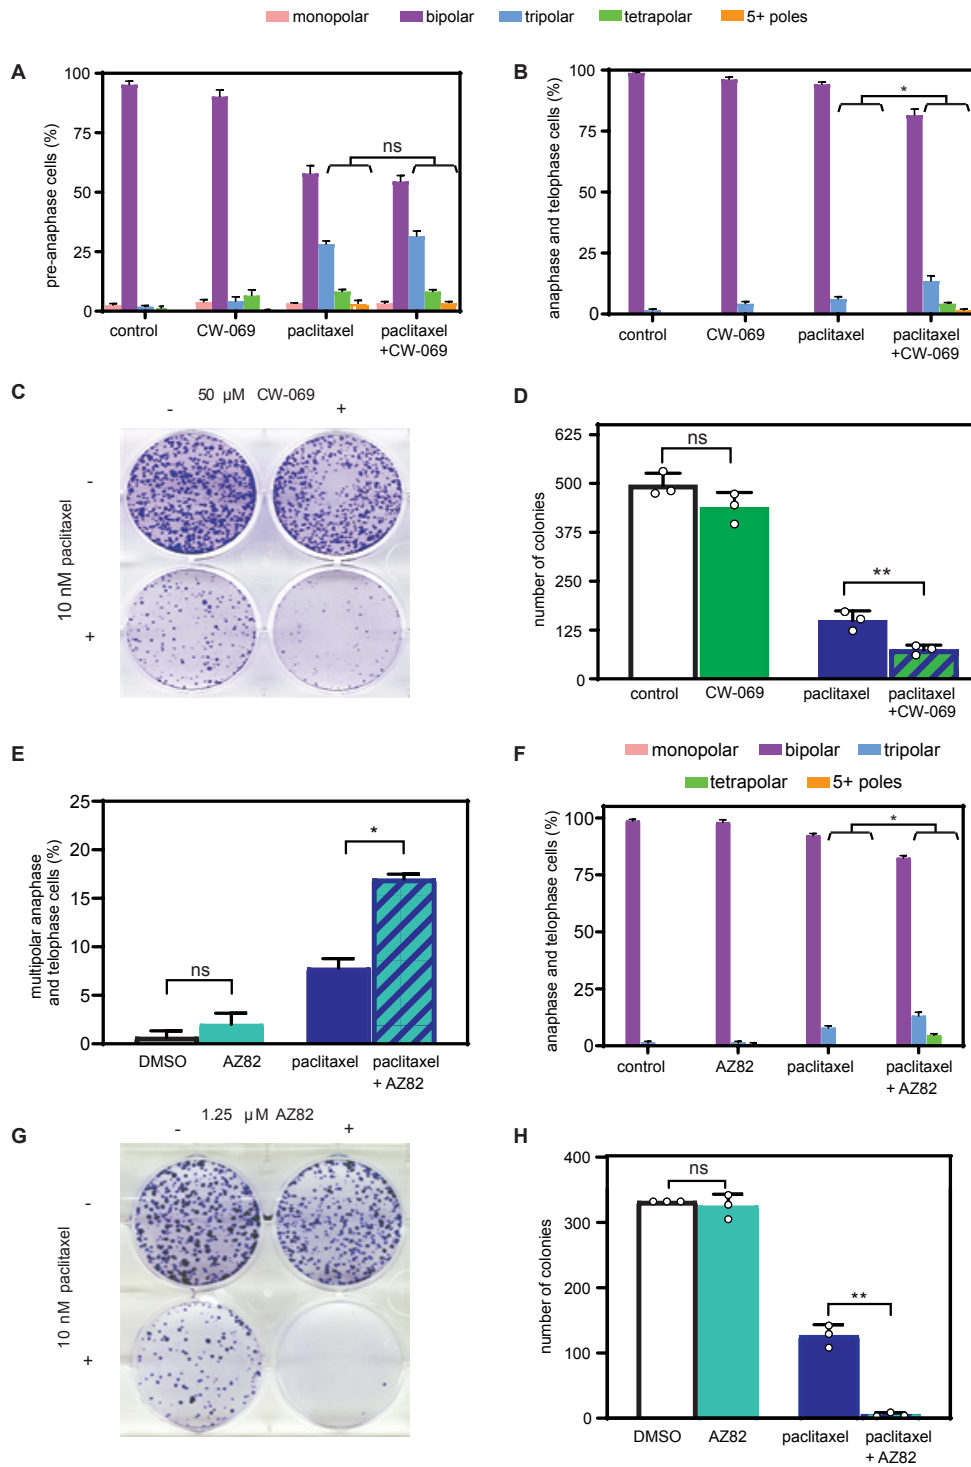 monopolar bipolar tripolar tetrapolar 5+ poles
A
pre-anaphase cells (%)
100
75
50
25
0
ns
control CW-069 paclitaxel paclitaxel
+CW-069
B
anaphase and telophase cells (%)
100
75
50
25
0
*
control CW-069 paclitaxel paclitaxel
+CW-069
C
50 µM CW-069
- +
10 nM paclitaxel
-
+
D
number of colonies
625
500
375
250
125
0
ns
**
control CW-069 paclitaxel paclitaxel
+CW-069
E
multipolar anaphase
and telophase cells (%)
25
20
15
10
5
0
ns
*
DMSO AZ82 paclitaxel paclitaxel
+ AZ82
F
monopolar bipolar tripolar
tetrapolar 5+ poles
anaphase and telophase cells (%)
100
75
50
25
0
*
control AZ82 paclitaxel paclitaxel
+ AZ82
G
1.25 µM AZ82
- +
10 nM paclitaxel
-
+
H
number of colonies
400
300
200
100
0
ns
**
DMSO AZ82 paclitaxel paclitaxel
+ AZ82